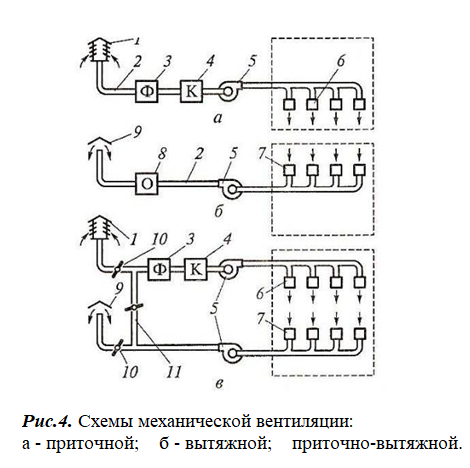 1 2 3 4 5 6
Ф К
а
9 8 2 5 7
О
б
1 10 3 4
Ф К
9 5 6
7
10 11 в
Рис.4. Схемы механической вентиляции:
а - приточной; б - вытяжной; приточно-вытяжной.